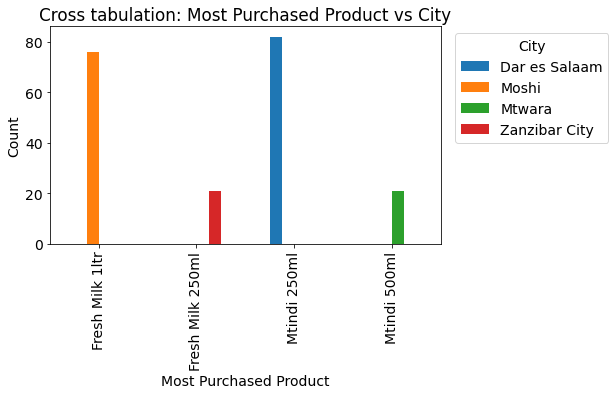 Cross tabulation: Most Purchased Product vs City
City
Dar es Salaam
Moshi
Mtwara
Zanzibar City
Count
80
60
40
20
0
Fresh Milk 1ltr
Fresh Milk 250ml
Mtindi 250ml
Mtindi 500ml
Most Purchased Product